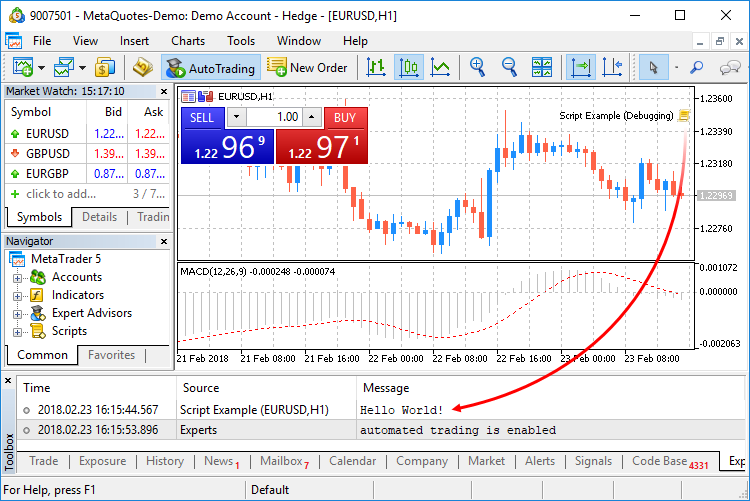 9007501 - MetaQuotes-Demo: Demo Account - Hedge - [EURUSD,H1]
File View Insert Charts Tools Window Help
AutoTrading New Order
Market Watch: 15:17:10
Symbol Bid Ask
EURUSD 1.22... 1.22...
GBPUSD 1.39... 1.39...
EURGBP 0.87... 0.87...
click to add... 3 / 7...
Symbols Details Tradin
Navigator
MetaTrader 5
Accounts
Indicators
Expert Advisors
Scripts
Common Favorites
EURUSD,H1
SELL 1.00 BUY
1.22 96 9 1.22 97 1
Script Example (Debugging)
1.23600
1.23390
1.23180
1.22969
1.22760
MACD(12,26,9) -0.000248 -0.000074
0.001072
0.000000
-0.002063
21 Feb 2018 21 Feb 08:00 21 Feb 16:00 22 Feb 00:00 22 Feb 08:00 22 Feb 16:00 23 Feb 00:00 23 Feb 08:00
Toolbox
Time Source Message
2018.02.23 16:15:44.567 Script Example (EURUSD,H1) Hello World!
2018.02.23 16:15:53.896 Experts automated trading is enabled
Trade Exposure History News 1 Mailbox 7 Calendar Company Market Alerts Signals Code Base 4331 Exp
For Help, press F1 Default